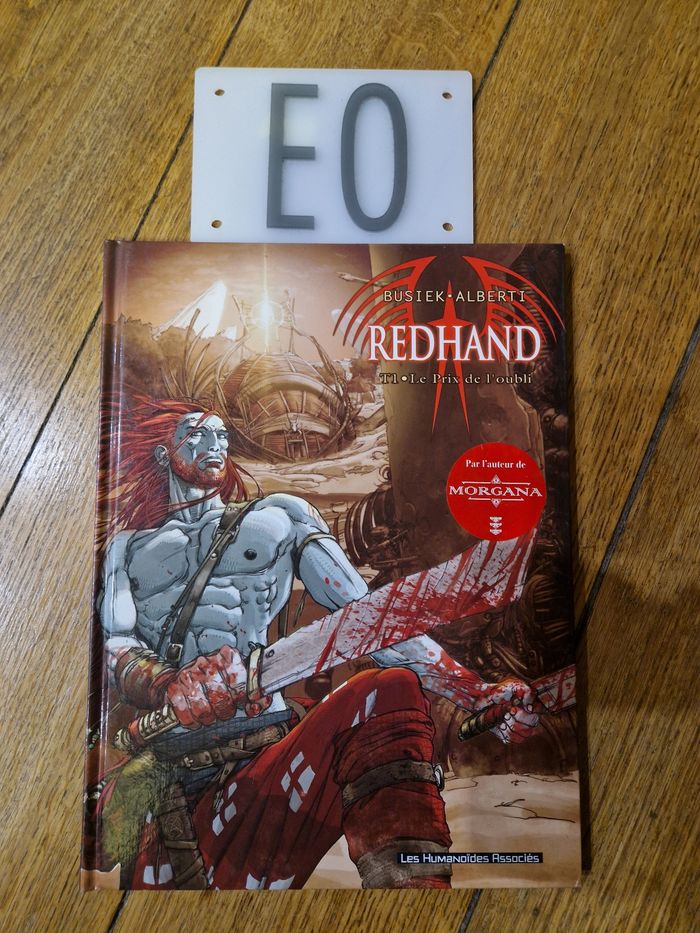 EO
BUSIEK • ALBERTI
REDHAND
T1 • Le Prix de l'oubli
Par l'auteur de
MORGANA
Les Humanoïdes Associés